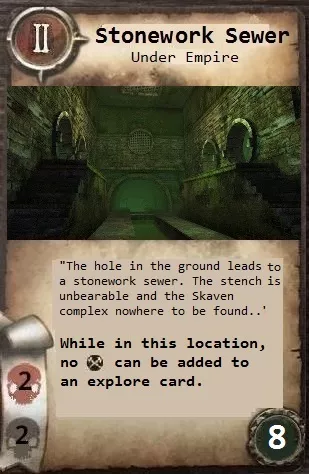 II
Stonework Sewer
Under Empire
"The hole in the ground leads to
a stonework sewer. The stench is
unbearable and the Skaven
complex nowhere to be found..'
While in this location,
no can be added to
an explore card.
2
2
8